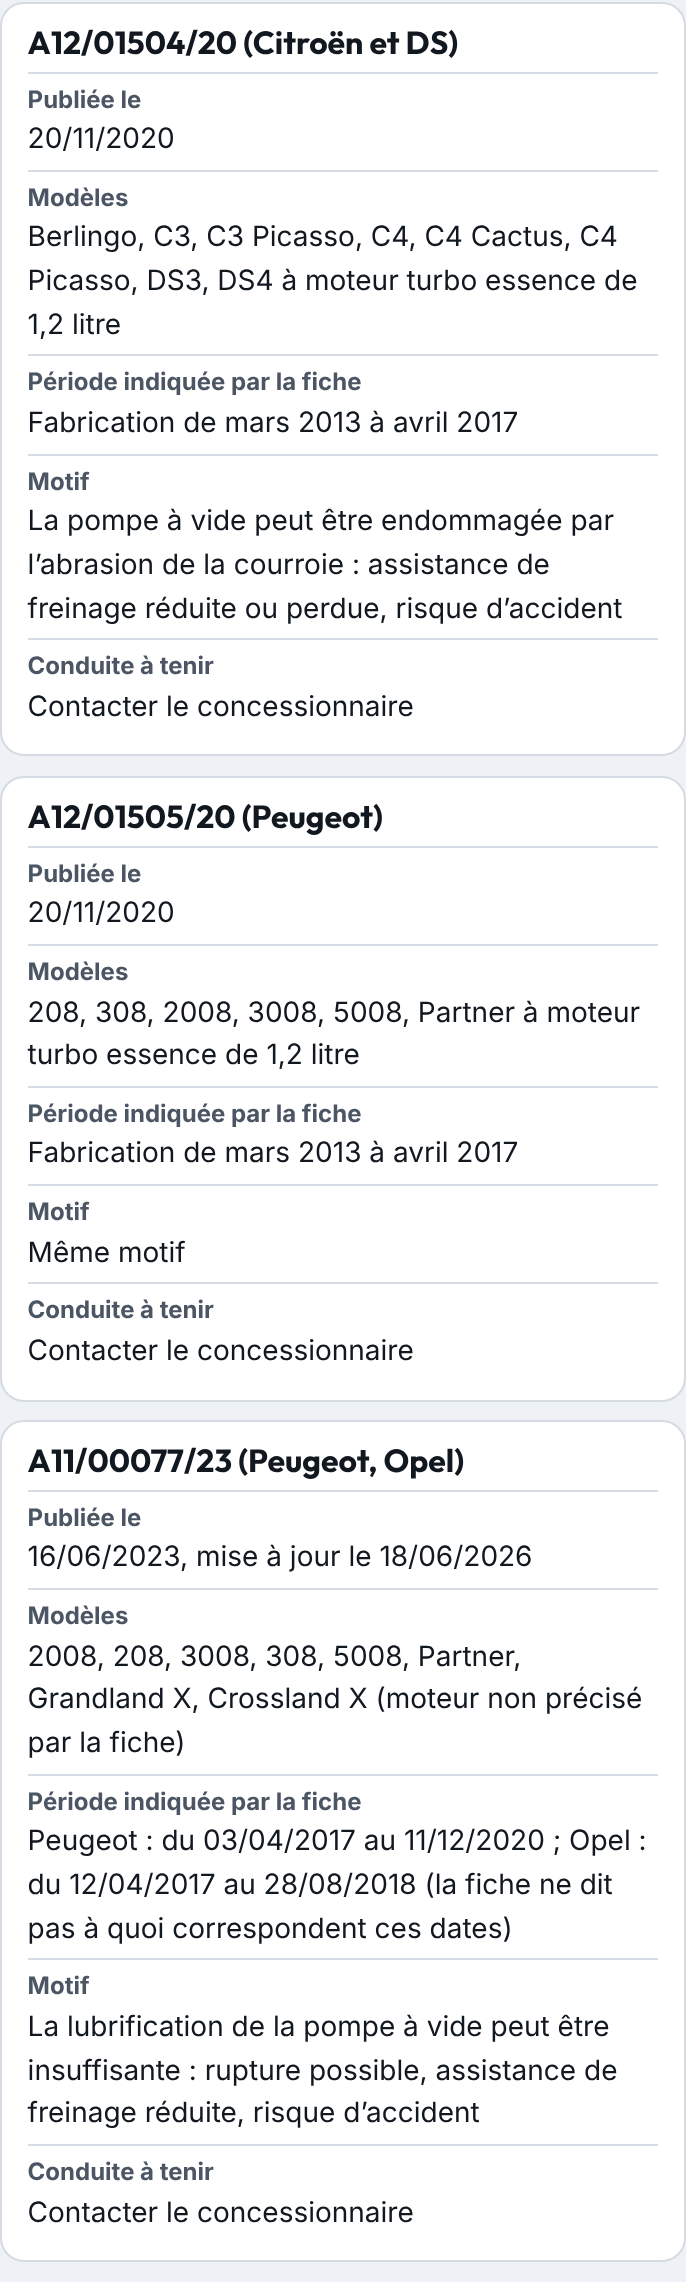 A12/01504/20 (Citroën et DS)
Publiée le
20/11/2020
Modèles
Berlingo, C3, C3 Picasso, C4, C4 Cactus, C4
Picasso, DS3, DS4 à moteur turbo essence de
1,2 litre
Période indiquée par la fiche
Fabrication de mars 2013 à avril 2017
Motif
La pompe à vide peut être endommagée par
l’abrasion de la courroie : assistance de
freinage réduite ou perdue, risque d’accident
Conduite à tenir
Contacter le concessionnaire
A12/01505/20 (Peugeot)
Publiée le
20/11/2020
Modèles
208, 308, 2008, 3008, 5008, Partner à moteur
turbo essence de 1,2 litre
Période indiquée par la fiche
Fabrication de mars 2013 à avril 2017
Motif
Même motif
Conduite à tenir
Contacter le concessionnaire
A11/00077/23 (Peugeot, Opel)
Publiée le
16/06/2023, mise à jour le 18/06/2026
Modèles
2008, 208, 3008, 308, 5008, Partner,
Grandland X, Crossland X (moteur non précisé
par la fiche)
Période indiquée par la fiche
Peugeot : du 03/04/2017 au 11/12/2020 ; Opel :
du 12/04/2017 au 28/08/2018 (la fiche ne dit
pas à quoi correspondent ces dates)
Motif
La lubrification de la pompe à vide peut être
insuffisante : rupture possible, assistance de
freinage réduite, risque d’accident
Conduite à tenir
Contacter le concessionnaire